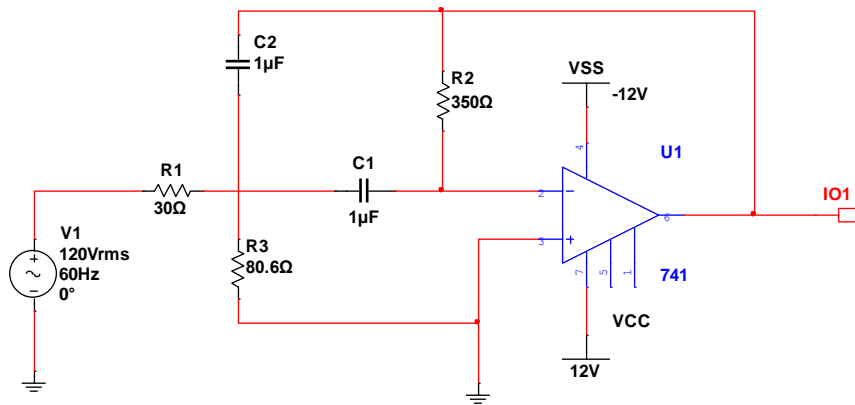 C2
1µF
R2
350Ω
VSS
-12V
4
U1
R1
30Ω
C1
1µF
2
3
6
IO1
V1
120Vrms
60Hz
0°
R3
80.6Ω
7
5
1
741
VCC
12V